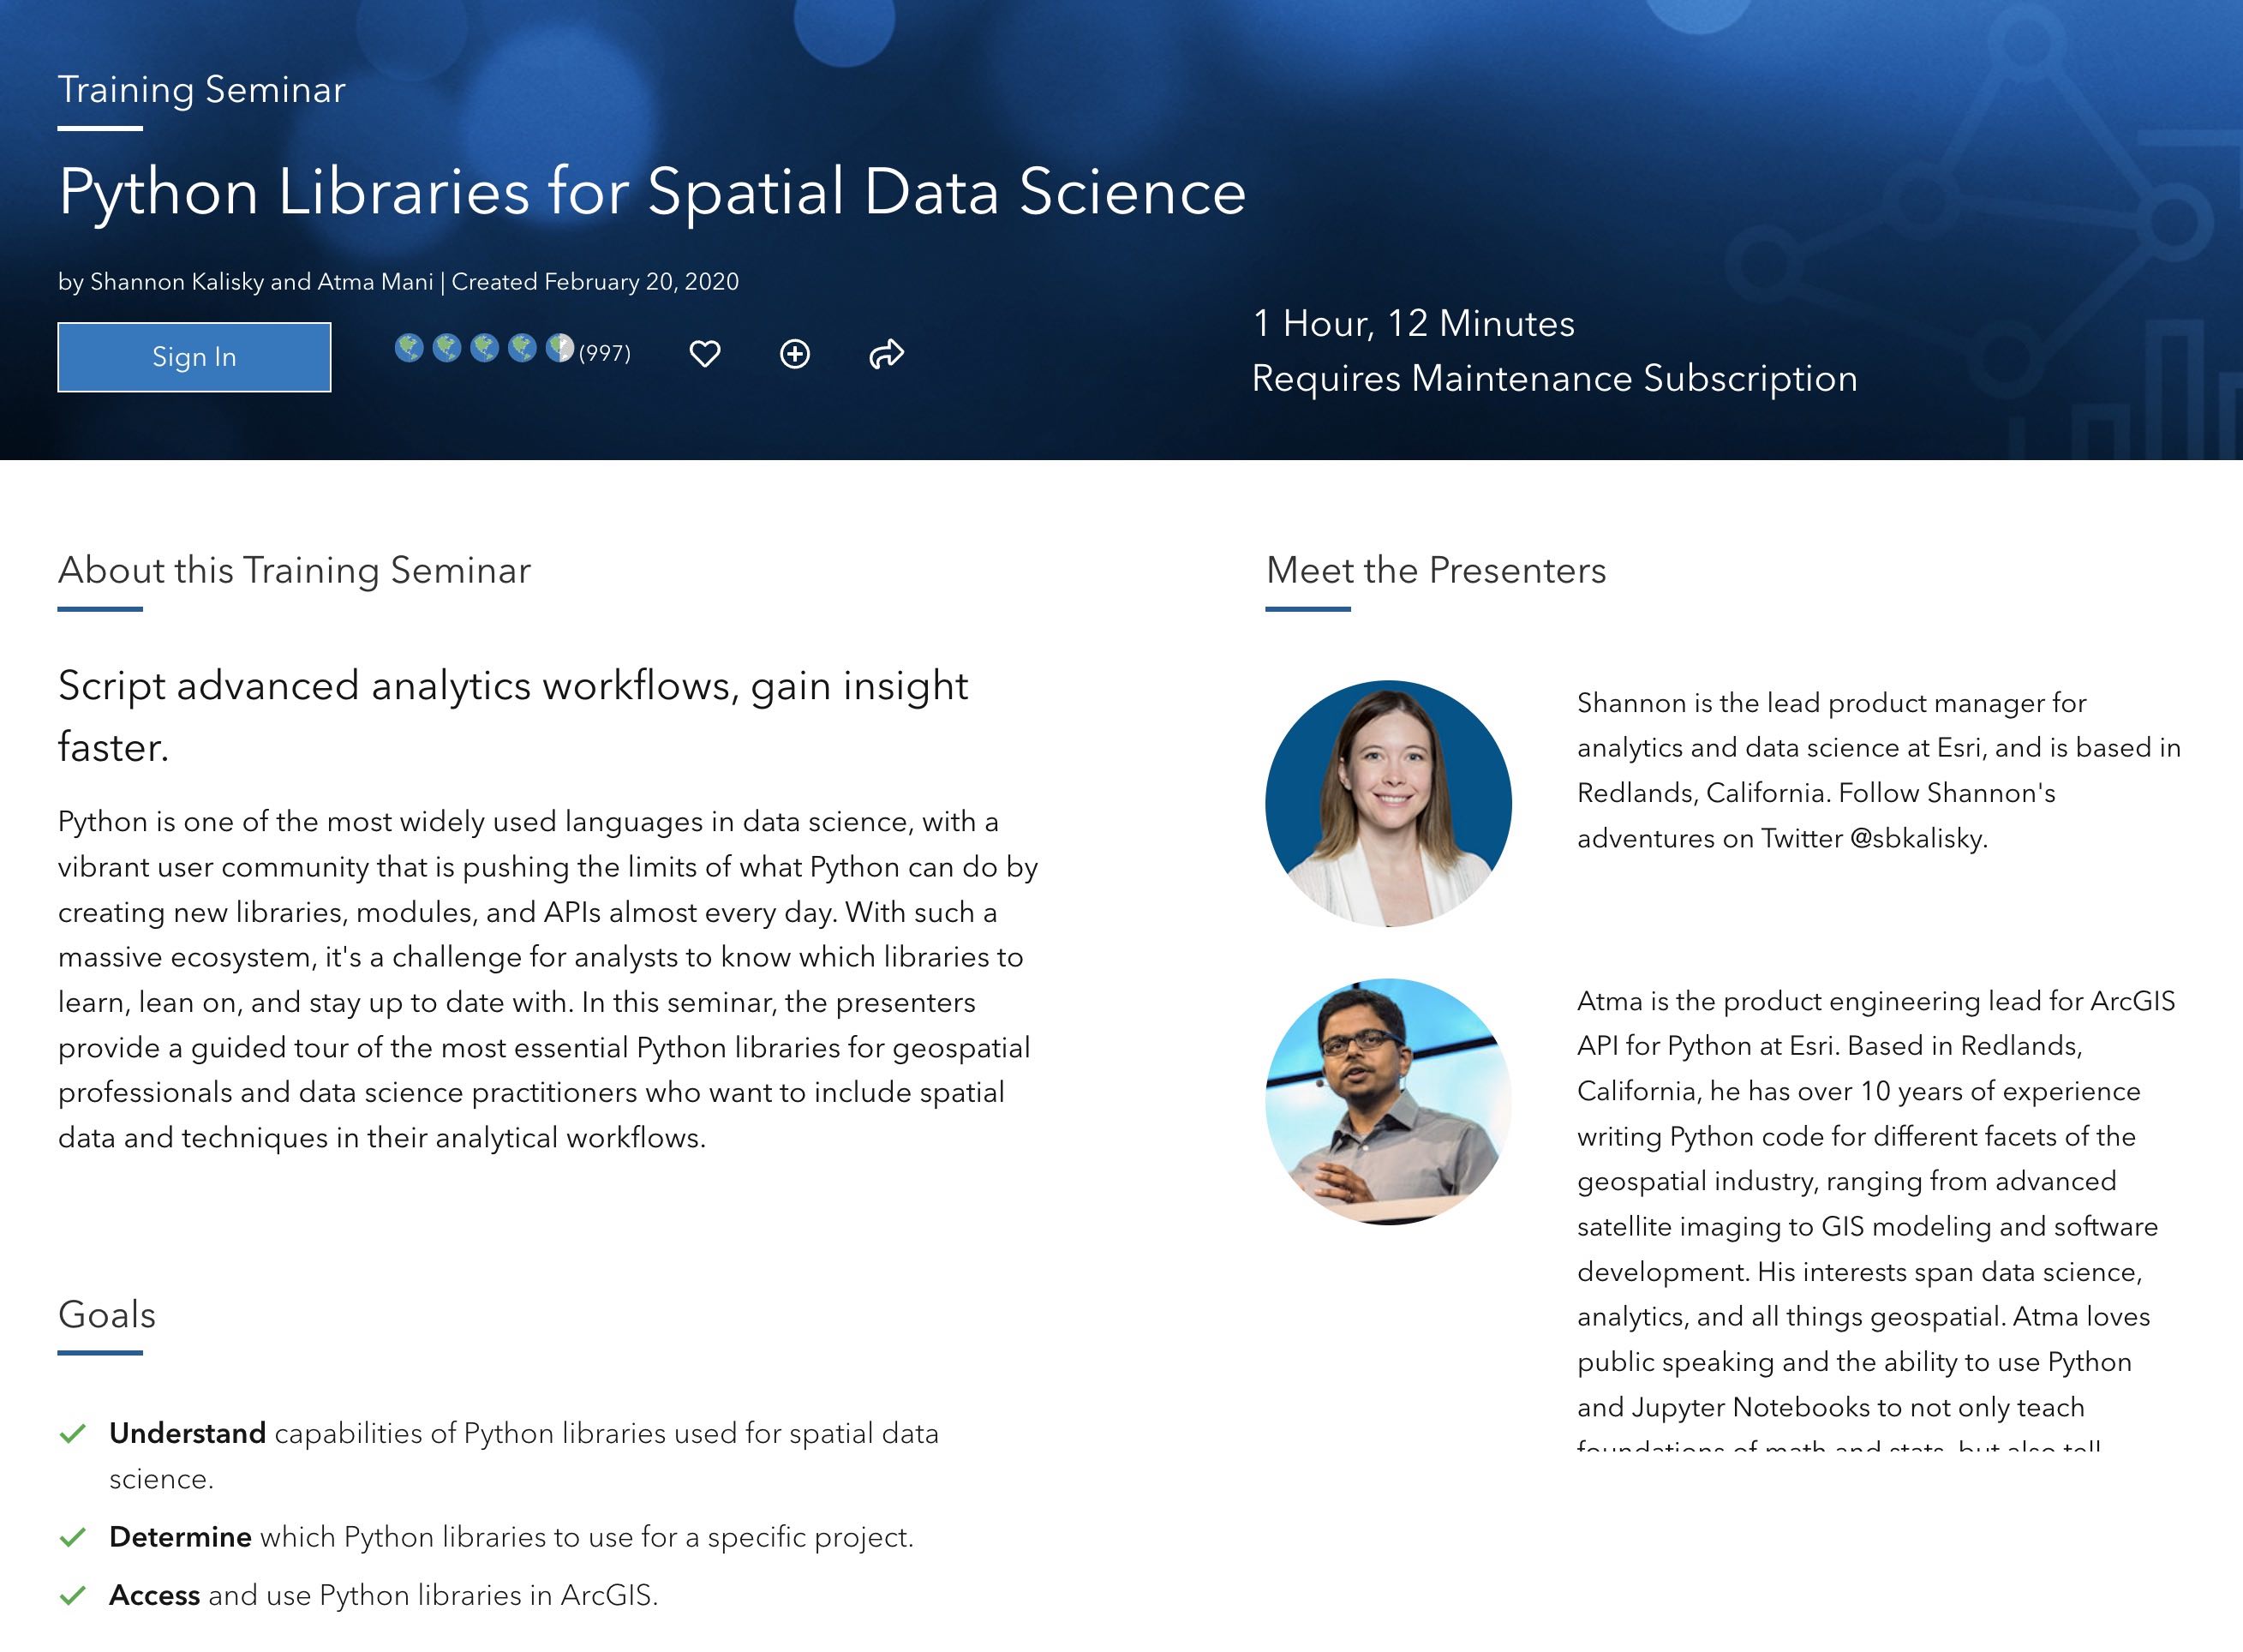 Training Seminar
Python Libraries for Spatial Data Science
by Shannon Kalisky and Atma Mani | Created February 20, 2020
Sign In
(997)
1 Hour, 12 Minutes
Requires Maintenance Subscription
About this Training Seminar
Script advanced analytics workflows, gain insight
faster.
Python is one of the most widely used languages in data science, with a
vibrant user community that is pushing the limits of what Python can do by
creating new libraries, modules, and APIs almost every day. With such a
massive ecosystem, it's a challenge for analysts to know which libraries to
learn, lean on, and stay up to date with. In this seminar, the presenters
provide a guided tour of the most essential Python libraries for geospatial
professionals and data science practitioners who want to include spatial
data and techniques in their analytical workflows.
Goals
Understand capabilities of Python libraries used for spatial data
science.
Determine which Python libraries to use for a specific project.
Access and use Python libraries in ArcGIS.
Meet the Presenters
Shannon is the lead product manager for
analytics and data science at Esri, and is based in
Redlands, California. Follow Shannon's
adventures on Twitter @sbkalisky.
Atma is the product engineering lead for ArcGIS
API for Python at Esri. Based in Redlands,
California, he has over 10 years of experience
writing Python code for different facets of the
geospatial industry, ranging from advanced
satellite imaging to GIS modeling and software
development. His interests span data science,
analytics, and all things geospatial. Atma loves
public speaking and the ability to use Python
and Jupyter Notebooks to not only teach
foundations of math and stats, but also tell